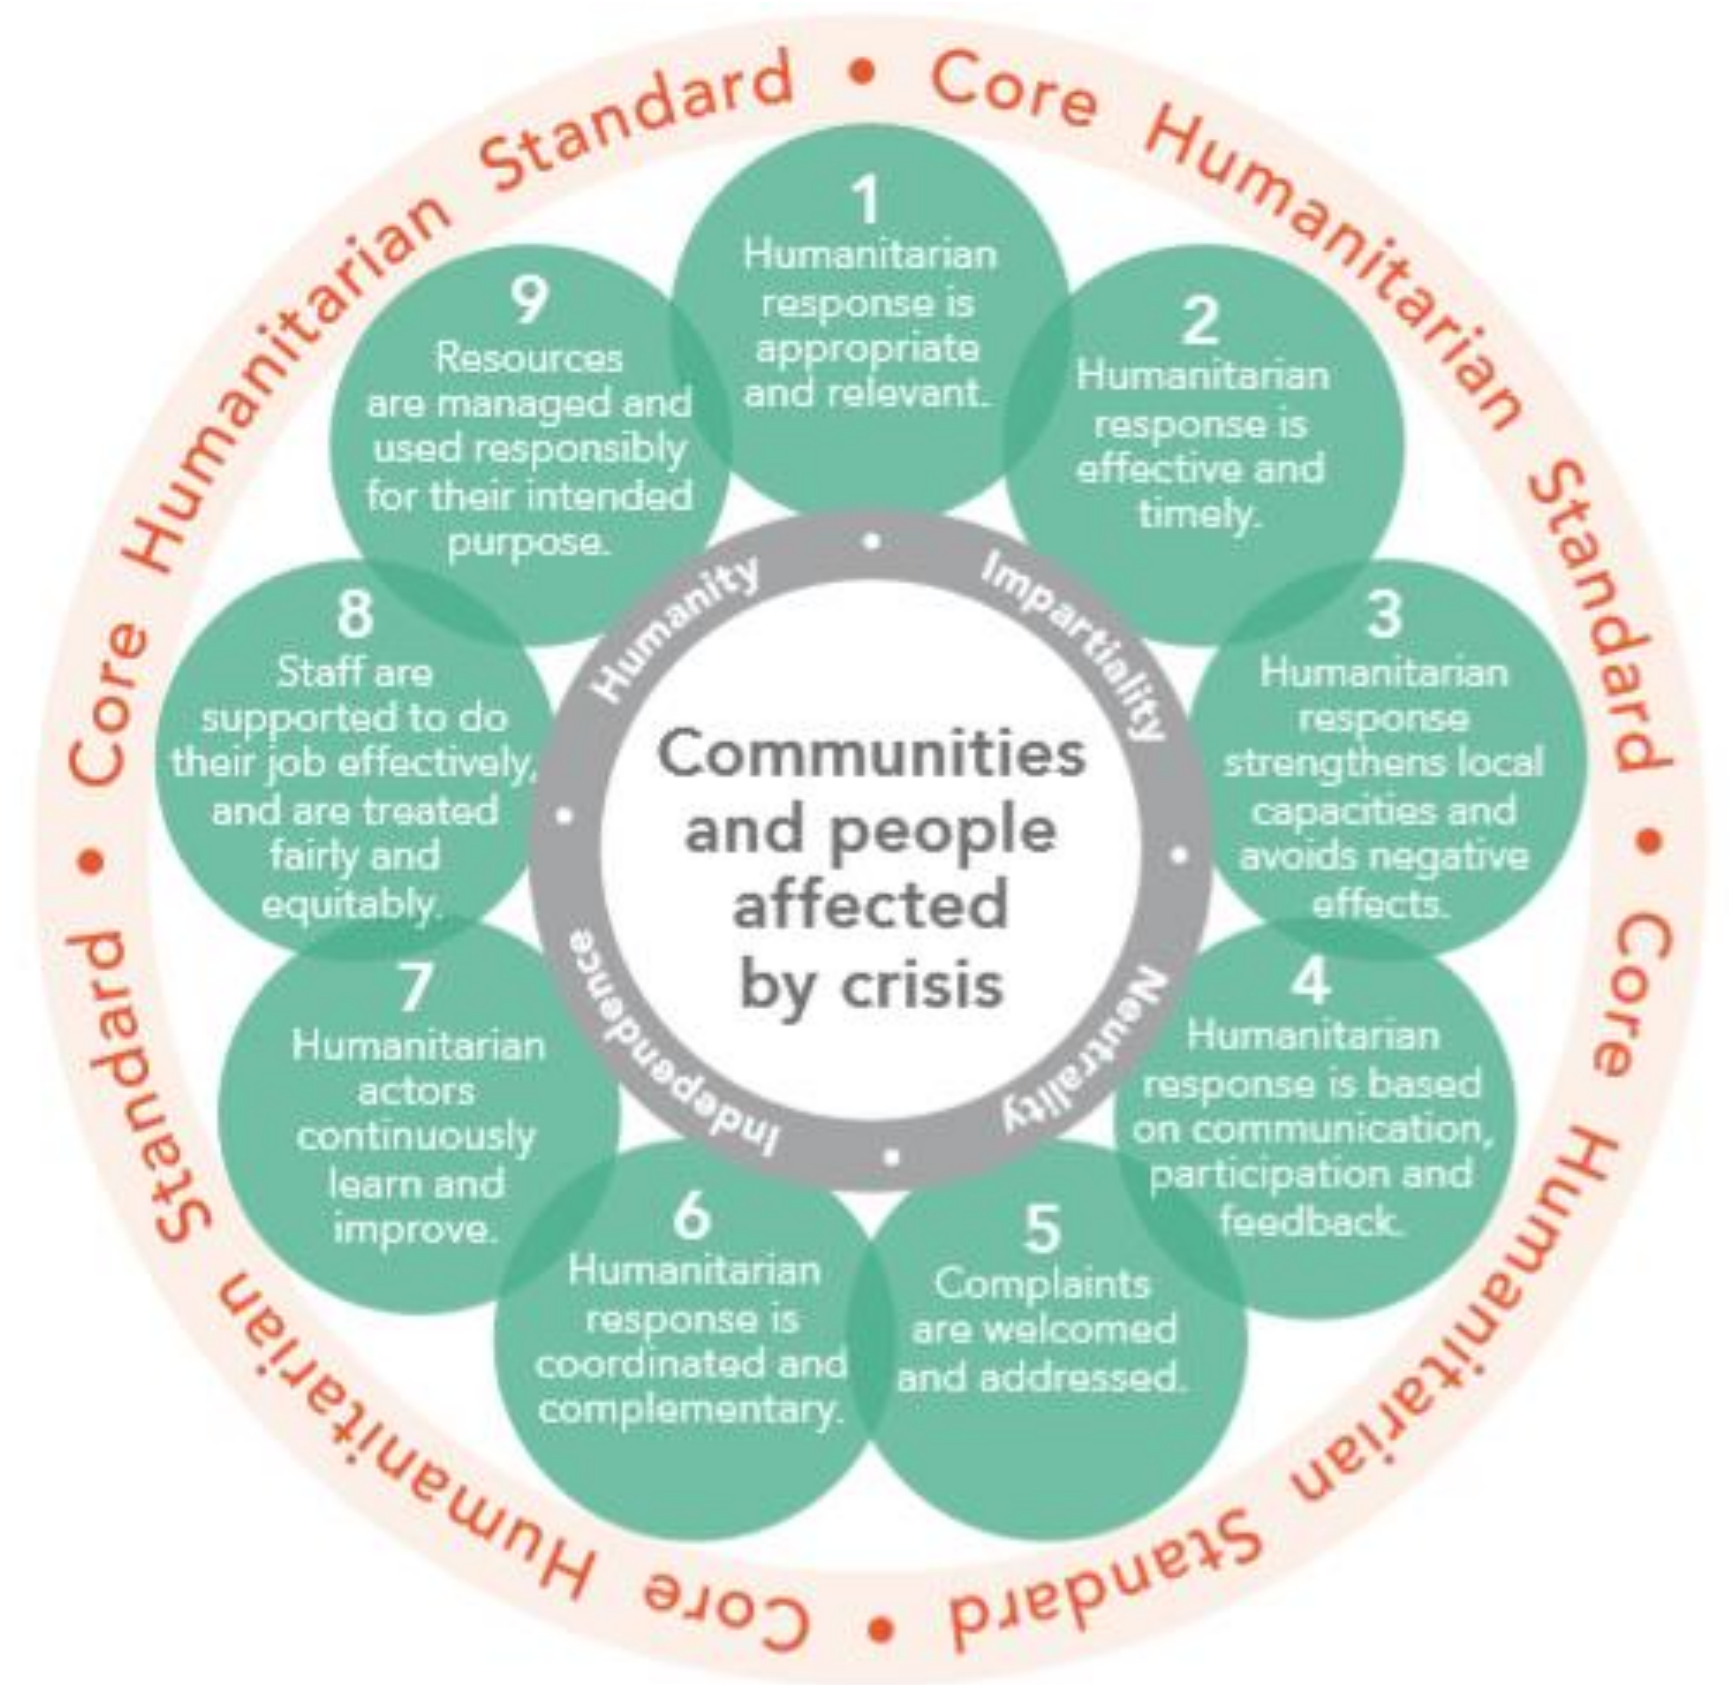 Core Humanitarian Standard • Core Humanitarian Standard • Core Humanitarian Standard • Core Humanitarian Standard •
1
Humanitarian
response is
appropriate
and relevant.
2
Humanitarian
response is
effective and
timely.
3
Humanitarian
response
strengthens local
capacities and
avoids negative
effects.
4
Humanitarian
response is based
on communication,
participation and
feedback.
5
Complaints
are welcomed
and addressed.
6
Humanitarian
response is
coordinated and
complementary.
7
Humanitarian
actors
continuously
learn and
improve.
8
Staff are
supported to do
their job effectively,
and are treated
fairly and
equitably.
9
Resources
are managed and
used responsibly
for their intended
purpose.
Humanity • Impartiality • Neutrality • Independence •
Communities
and people
affected
by crisis